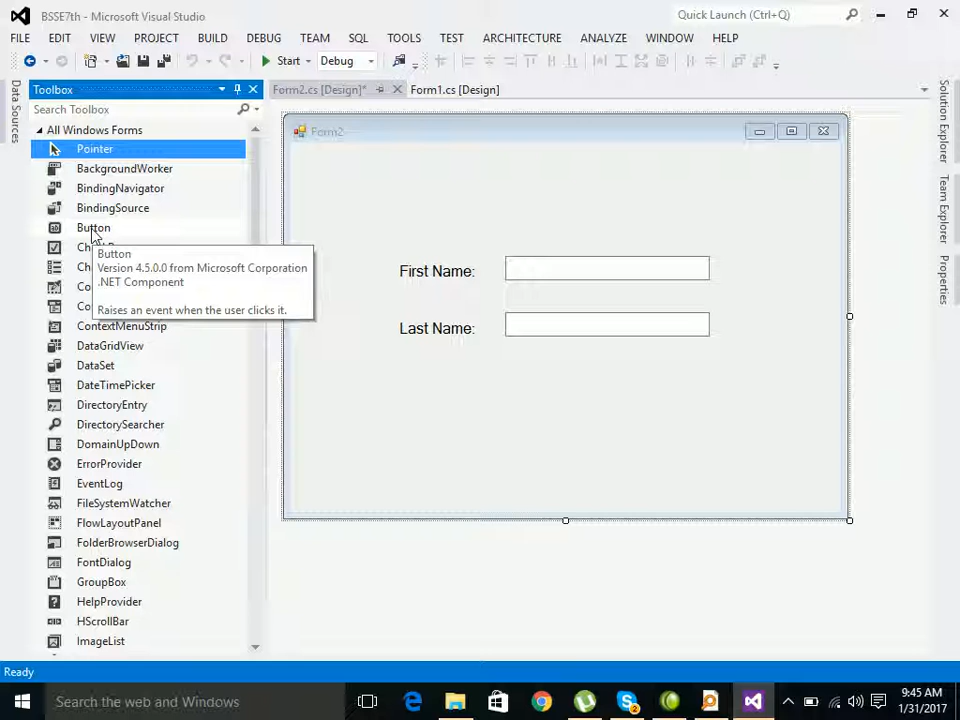 BSSE7th - Microsoft Visual Studio
Quick Launch (Ctrl+Q)
FILE EDIT VIEW PROJECT BUILD DEBUG TEAM SQL TOOLS TEST ARCHITECTURE ANALYZE WINDOW HELP
Start Debug
Data Sources
Toolbox
Search Toolbox
All Windows Forms
Pointer
BackgroundWorker
BindingNavigator
BindingSource
Button
Ch
Ch
Co
Co
ContextMenuStrip
DataGridView
DataSet
DateTimePicker
DirectoryEntry
DirectorySearcher
DomainUpDown
ErrorProvider
EventLog
FileSystemWatcher
FlowLayoutPanel
FolderBrowserDialog
FontDialog
GroupBox
HelpProvider
HScrollBar
ImageList
Button
Version 4.5.0.0 from Microsoft Corporation
.NET Component
Raises an event when the user clicks it.
Form2.cs [Design]* Form1.cs [Design]
Form2
First Name:
Last Name:
Solution Explorer
Team Explorer
Properties
Ready
Search the web and Windows
9:45 AM
1/31/2017